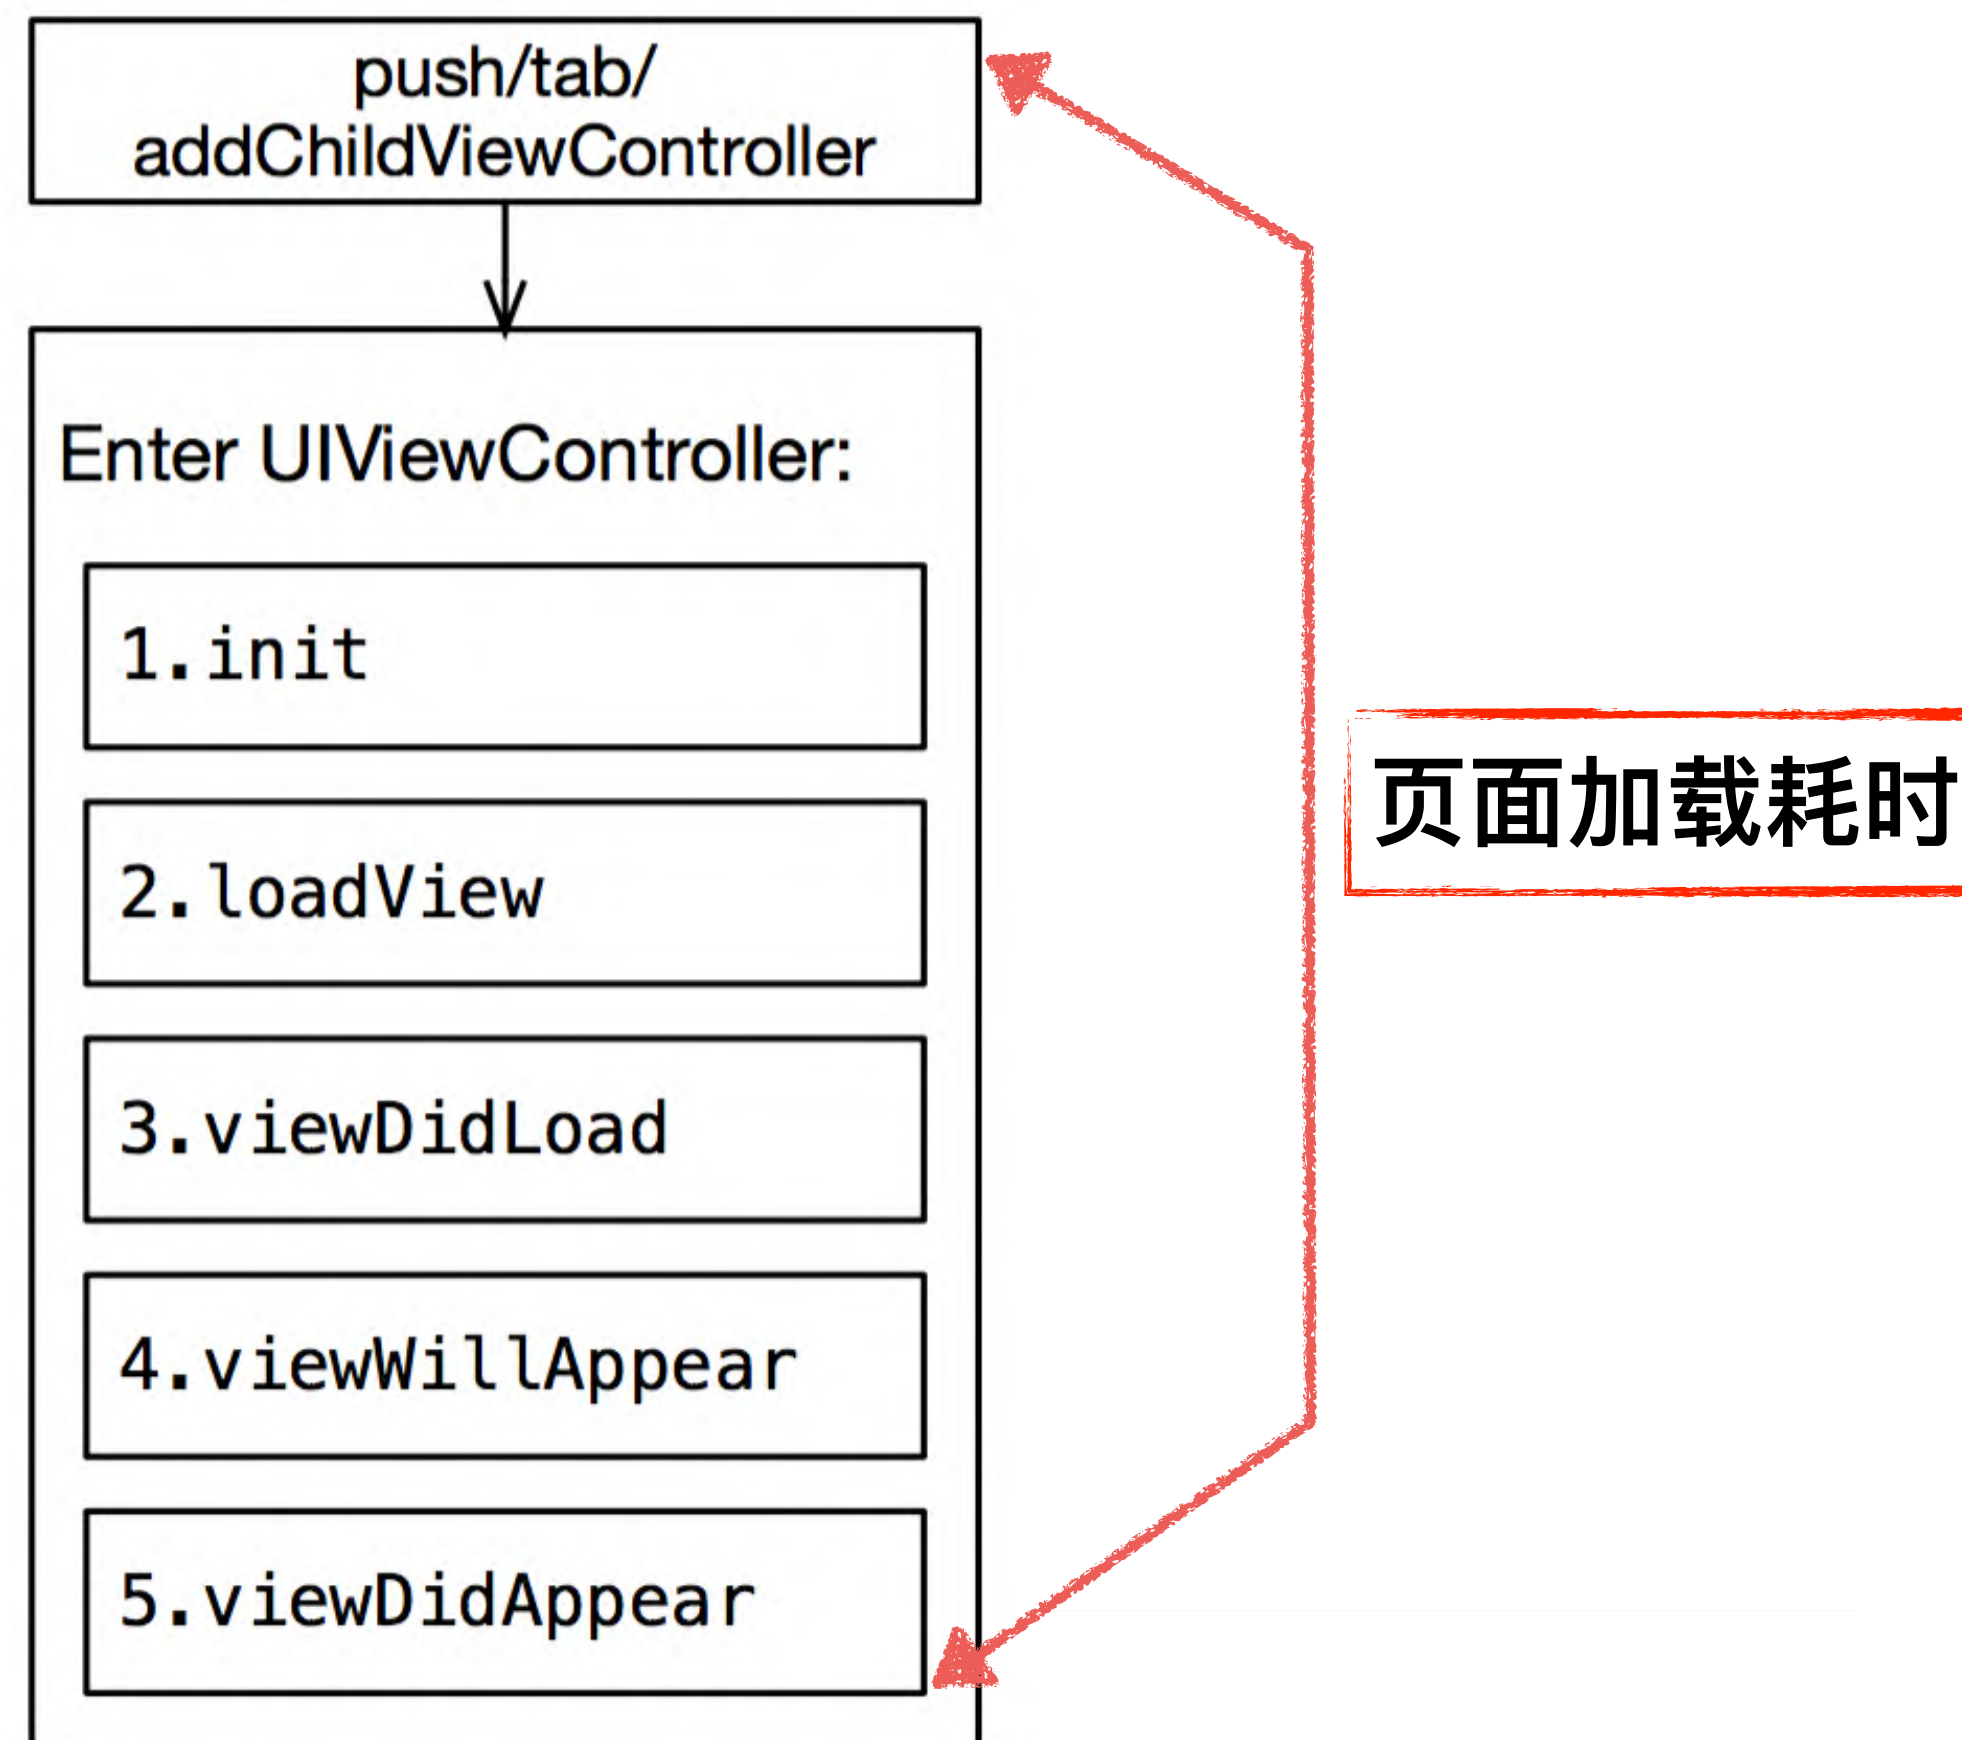 push/tab/
addChildViewController
Enter UIViewController:
1.init
2.loadView
3.viewDidLoad
4.viewWillAppear
5.viewDidAppear
页面加载耗时